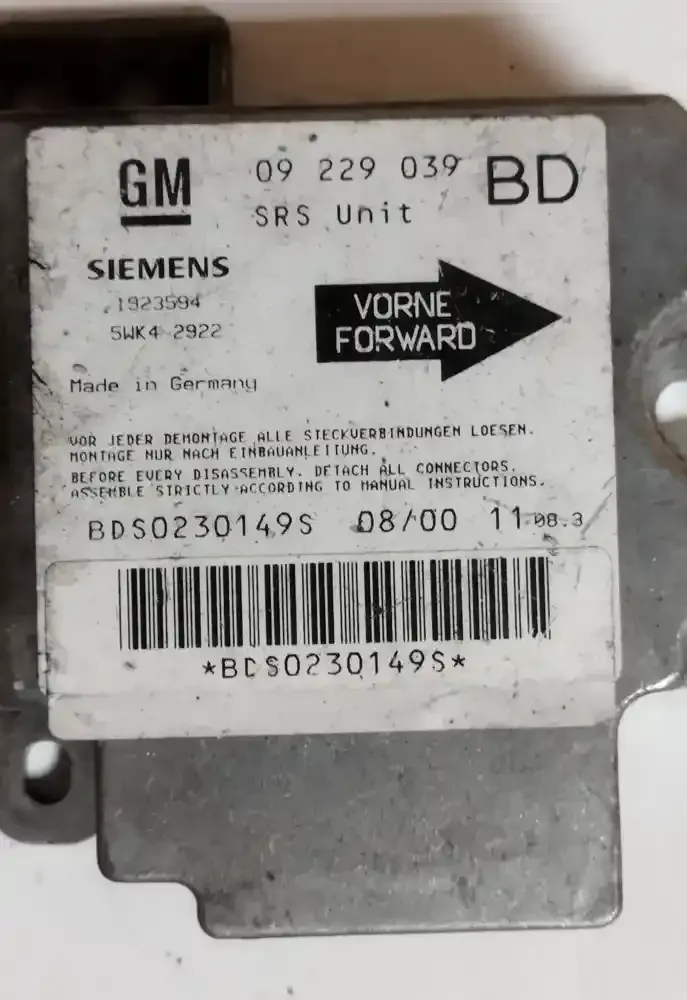 GM 09 229 039 BD
SRS Unit
SIEMENS
1923594
5WK4 2922
VORNE
FORWARD
Made in Germany
VOR JEDER DEMONTAGE ALLE STECKVERBINDUNGEN LOESEN.
MONTAGE NUR NACH EINBAUANLEITUNG.
BEFORE EVERY DISASSEMBLY. DETACH ALL CONNECTORS.
ASSEMBLE STRICTLY ACCORDING TO MANUAL INSTRUCTIONS.
BDS0230149S 08/00 11.08.3
*BDS0230149S*